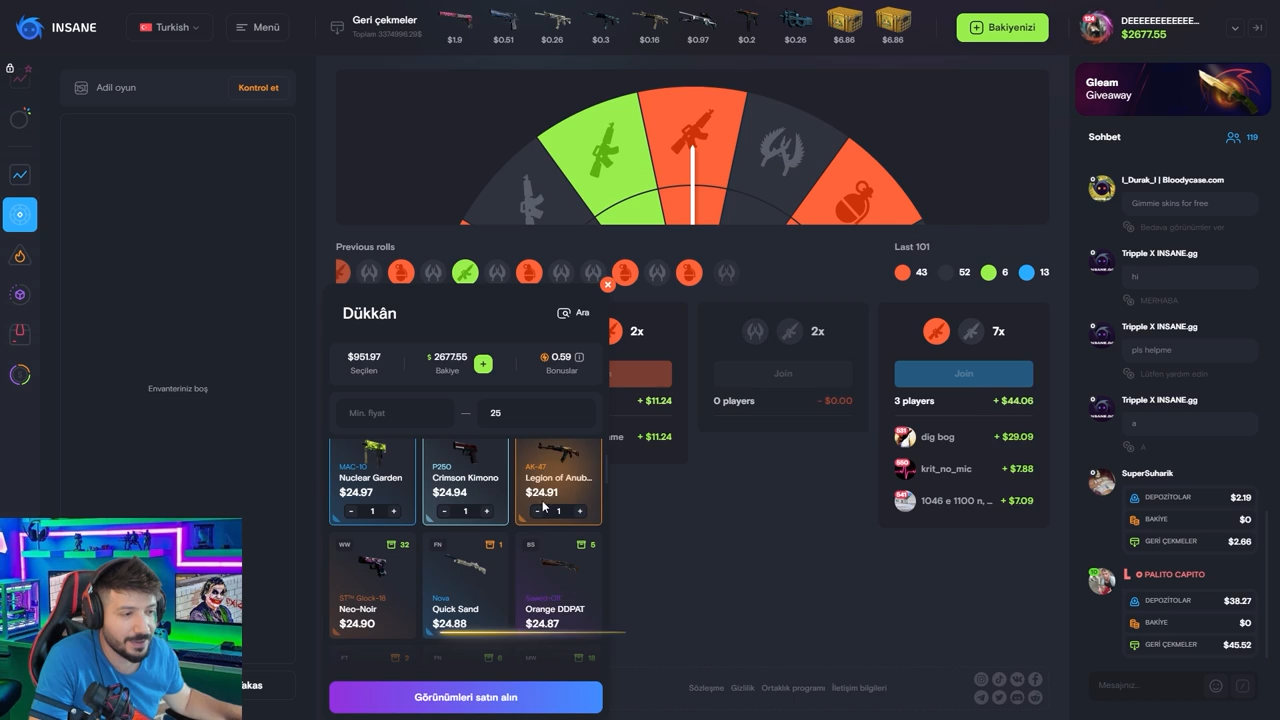 INSANE
Turkish
Menü
Geri çekmeler
Toplam 3374996.29$
$1.9
$0.51
$0.26
$0.3
$0.16
$0.97
$0.2
$0.26
$6.86
$6.86
Bakiyenizi
124
DEEEEEEEEEEEE...
$2677.55
Adil oyun
Kontrol et
Envanteriniz boş
Gleam
Giveaway
Sohbet
119
Previous rolls
Last 101
43
52
6
13
Dükkân
Ara
$951.97
Seçilen
$ 2677.55
Bakiye
0.59
Bonuslar
Min. fiyat
—
25
MAC-10
Nuclear Garden
$24.97
- 1 +
P250
Crimson Kimono
$24.94
- 1 +
AK-47
Legion of Anub...
$24.91
- 1 +
WW
32
ST™ Glock-18
Neo-Noir
$24.90
FN
1
Nova
Quick Sand
$24.88
BS
5
Sawed-Off
Orange DDPAT
$24.87
FT
FN
6
MW
18
Görünümleri satın alın
2x
+ $11.24
+ $11.24
2x
Join
0 players
- $0.00
7x
Join
3 players
+ $44.06
dig bog
+ $29.09
krit_no_mic
+ $7.88
1046 e 1100 n, ...
+ $7.09
I_Durak_I | Bloodycase.com
Gimmie skins for free
Bedava görünümler ver
Tripple X INSANE.gg
hi
MERHABA
Tripple X INSANE.gg
pls helpme
Lütfen yardım edin
Tripple X INSANE.gg
a
A
SuperSuharik
DEPOZİTOLAR
$2.19
BAKİYE
$0
GERİ ÇEKMELER
$2.66
PALITO CAPITO
DEPOZİTOLAR
$38.27
BAKİYE
$0
GERİ ÇEKMELER
$45.52
Sözleşme
Gizlilik
Ortaklık programı
İletişim bilgileri
Mesajınız...